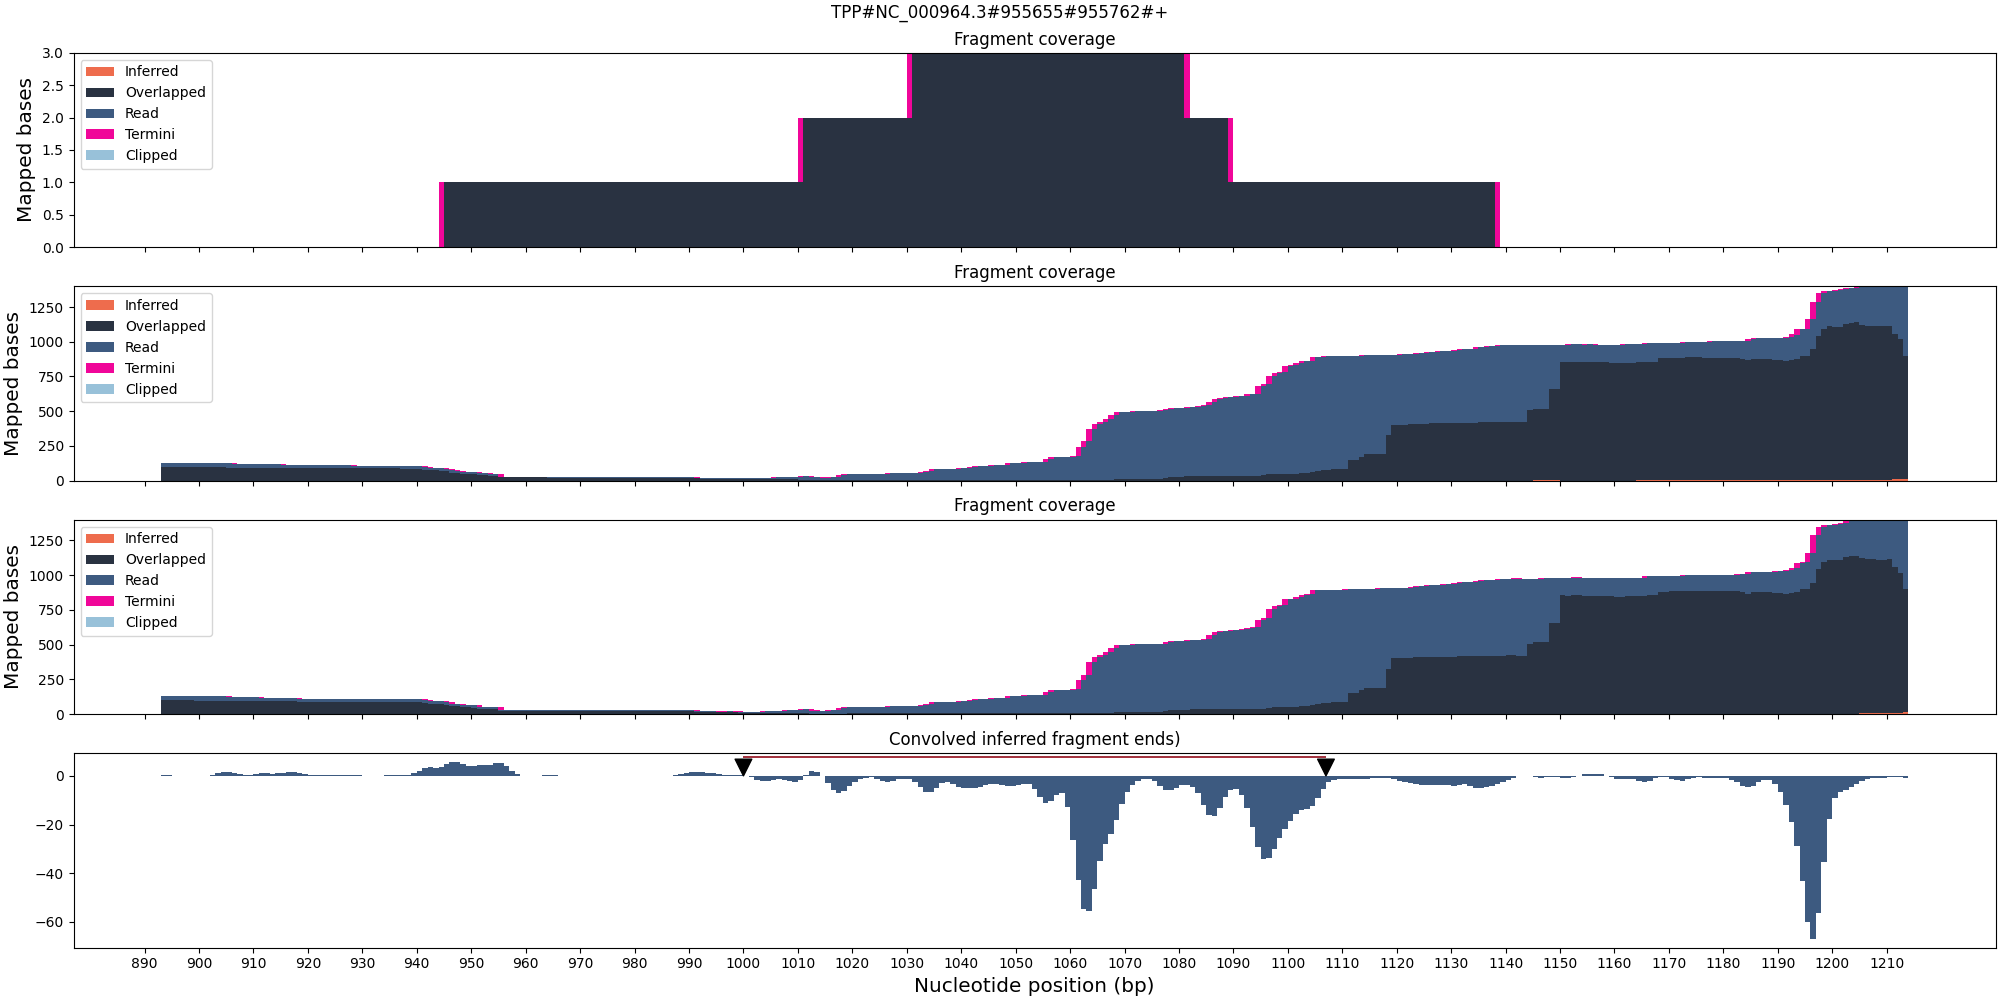 TPP#NC_000964.3#955655#955762#+
Fragment coverage
Mapped bases
3.0
2.5
2.0
1.5
1.0
0.5
0.0
Inferred
Overlapped
Read
Termini
Clipped
Fragment coverage
Mapped bases
1250
1000
750
500
250
0
Inferred
Overlapped
Read
Termini
Clipped
Fragment coverage
Mapped bases
1250
1000
750
500
250
0
Inferred
Overlapped
Read
Termini
Clipped
Convolved inferred fragment ends)
0
−20
−40
−60
890 900 910 920 930 940 950 960 970 980 990 1000 1010 1020 1030 1040 1050 1060 1070 1080 1090 1100 1110 1120 1130 1140 1150 1160 1170 1180 1190 1200 1210
Nucleotide position (bp)